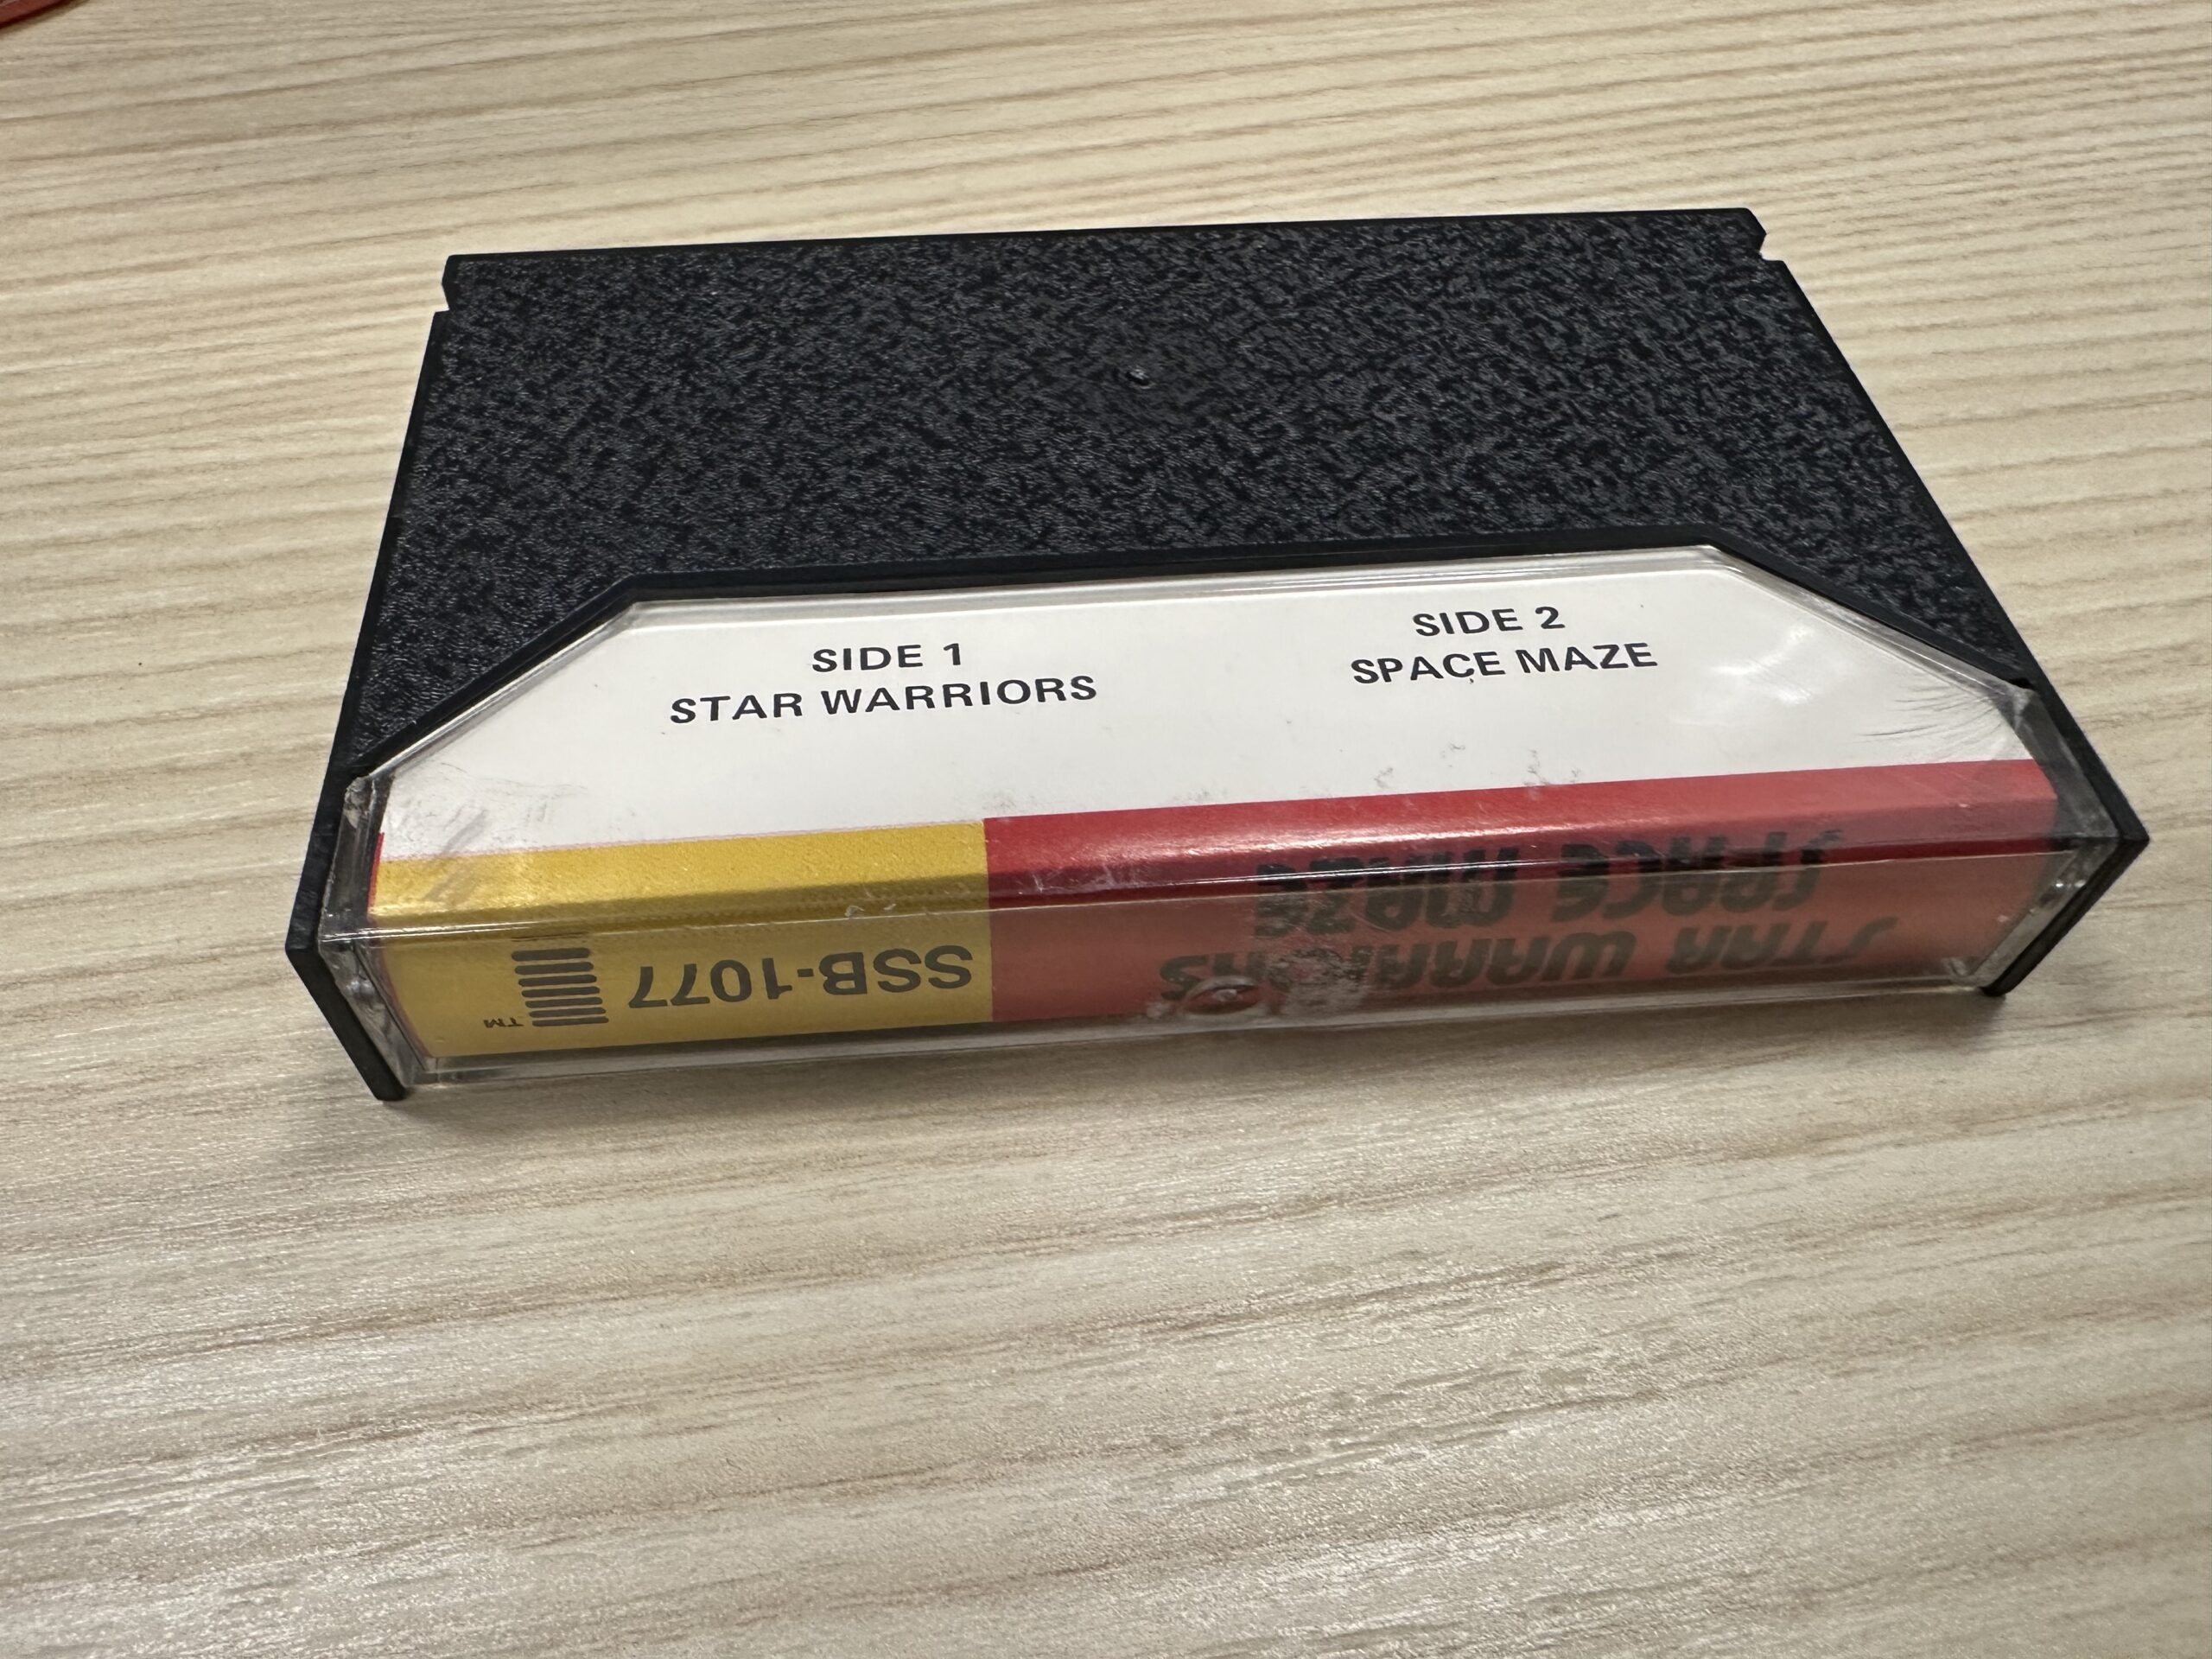 SIDE 1
STAR WARRIORS
SIDE 2
SPACE MAZE
STAR WARRIORS
SPACE MAZE
SSB-1077
TM